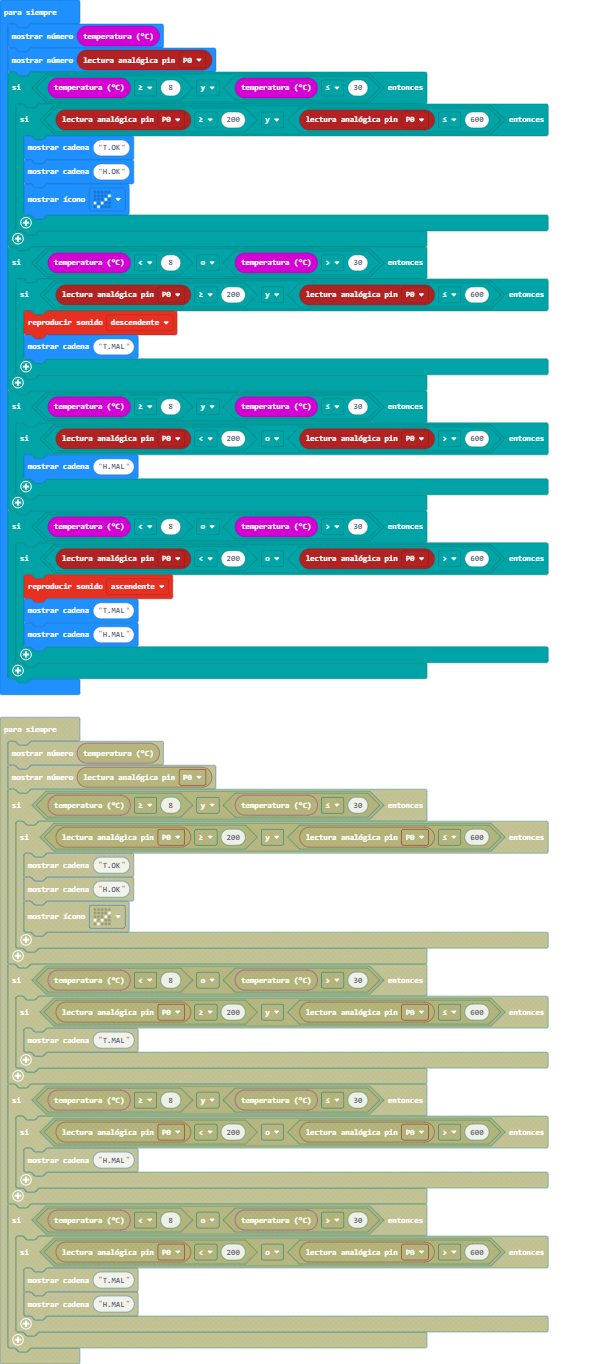 para siempre
mostrar número temperatura (°C)
mostrar número lectura analógica pin P0
si temperatura (°C) ≥ 8 y temperatura (°C) ≤ 30 entonces
si lectura analógica pin P0 ≥ 200 y lectura analógica pin P0 ≤ 600 entonces
mostrar cadena "T.OK"
mostrar cadena "H.OK"
mostrar ícono
si temperatura (°C) < 8 o temperatura (°C) > 30 entonces
si lectura analógica pin P0 ≥ 200 y lectura analógica pin P0 ≤ 600 entonces
reproducir sonido descendente
mostrar cadena "T.MAL"
si temperatura (°C) ≥ 8 y temperatura (°C) ≤ 30 entonces
si lectura analógica pin P0 < 200 o lectura analógica pin P0 > 600 entonces
mostrar cadena "H.MAL"
si temperatura (°C) < 8 o temperatura (°C) > 30 entonces
si lectura analógica pin P0 < 200 o lectura analógica pin P0 > 600 entonces
reproducir sonido ascendente
mostrar cadena "T.MAL"
mostrar cadena "H.MAL"
para siempre
mostrar número temperatura (°C)
mostrar número lectura analógica pin P0
si temperatura (°C) ≥ 8 y temperatura (°C) ≤ 30 entonces
si lectura analógica pin P0 ≥ 200 y lectura analógica pin P0 ≤ 600 entonces
mostrar cadena "T.OK"
mostrar cadena "H.OK"
mostrar ícono
si temperatura (°C) < 8 o temperatura (°C) > 30 entonces
si lectura analógica pin P0 ≥ 200 y lectura analógica pin P0 ≤ 600 entonces
mostrar cadena "T.MAL"
si temperatura (°C) ≥ 8 y temperatura (°C) ≤ 30 entonces
si lectura analógica pin P0 < 200 o lectura analógica pin P0 > 600 entonces
mostrar cadena "H.MAL"
si temperatura (°C) < 8 o temperatura (°C) > 30 entonces
si lectura analógica pin P0 < 200 o lectura analógica pin P0 > 600 entonces
mostrar cadena "T.MAL"
mostrar cadena "H.MAL"